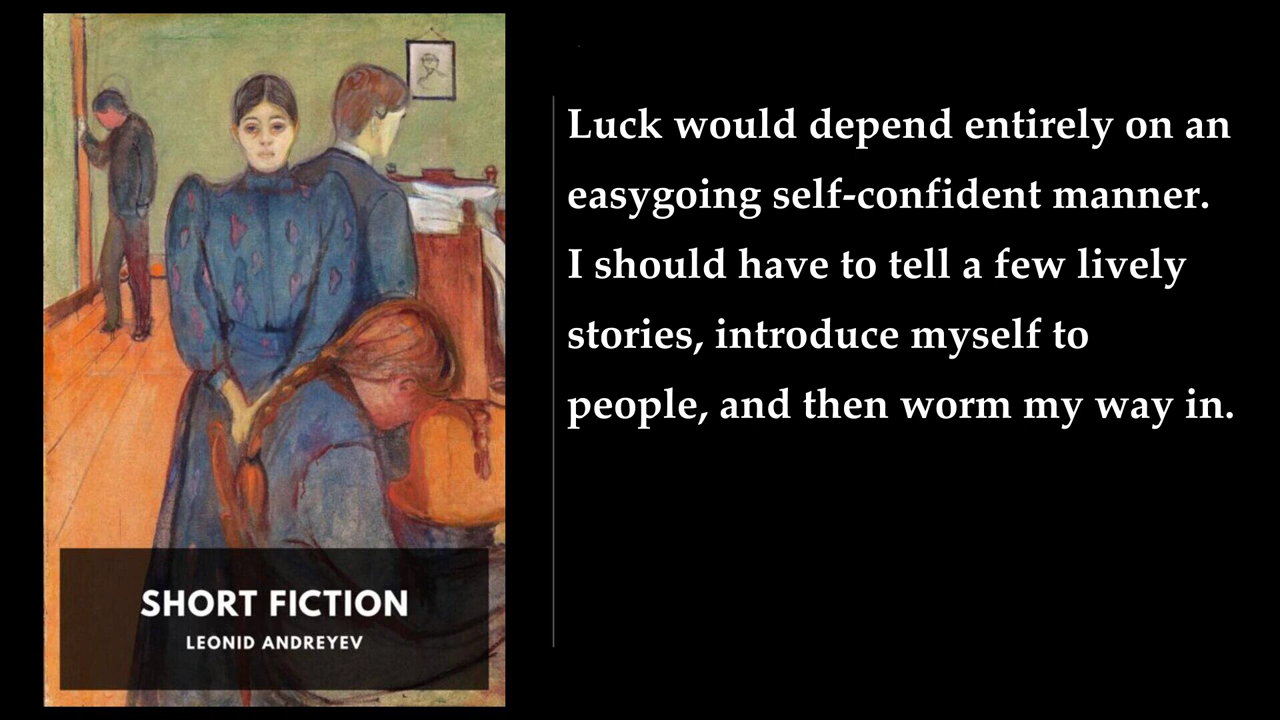 Luck would depend entirely on an
easygoing self-confident manner.
I should have to tell a few lively
stories, introduce myself to
people, and then worm my way in.
SHORT FICTION
LEONID ANDREYEV